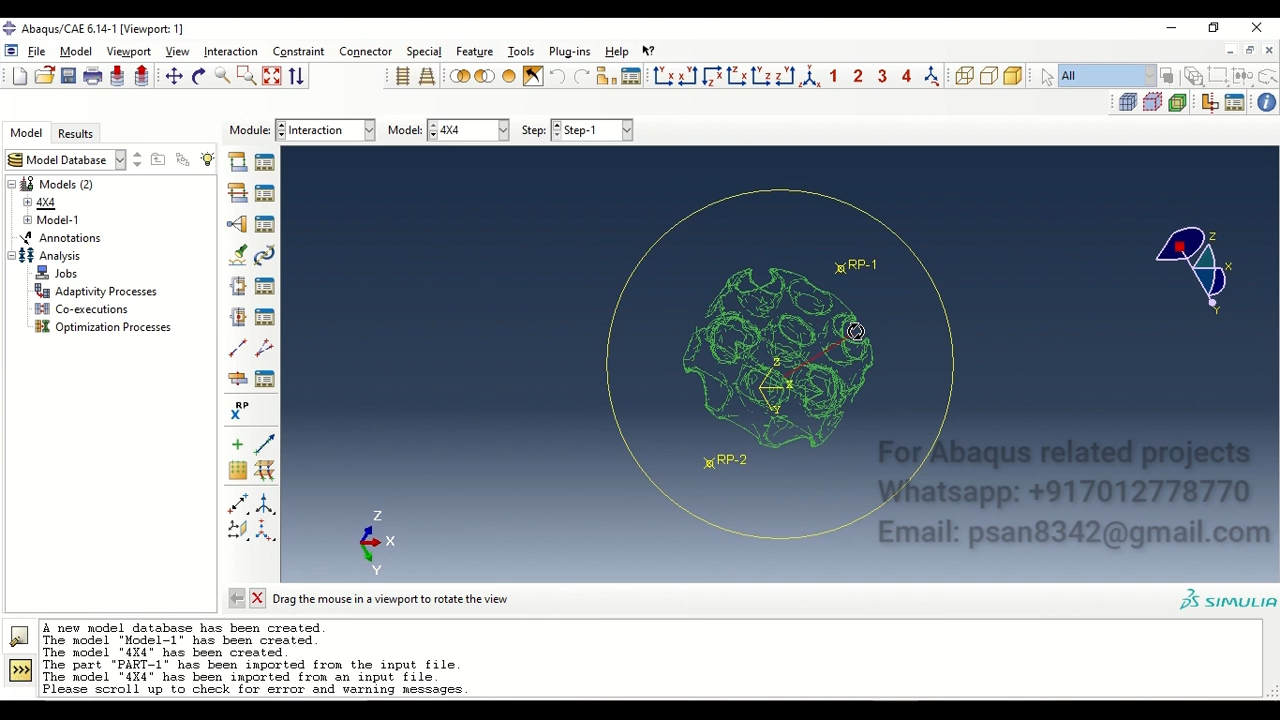 Abaqus/CAE 6.14-1 [Viewport: 1]
File Model Viewport View Interaction Constraint Connector Special Feature Tools Plug-ins Help
1 2 3 4
All
Model Results
Module: Interaction Model: 4X4 Step: Step-1
Model Database
Models (2)
4X4
Model-1
Annotations
Analysis
Jobs
Adaptivity Processes
Co-executions
Optimization Processes
RP
RP-1
RP-2
Z
X
Y
Z
X
Y
Z
X
Y
For Abaqus related projects
Whatsapp: +917012778770
Email: psan8342@gmail.com
Drag the mouse in a viewport to rotate the view
SIMULIA
A new model database has been created.
The model "Model-1" has been created.
The model "4X4" has been created.
The part "PART-1" has been imported from the input file.
The model "4X4" has been imported from an input file.
Please scroll up to check for error and warning messages.